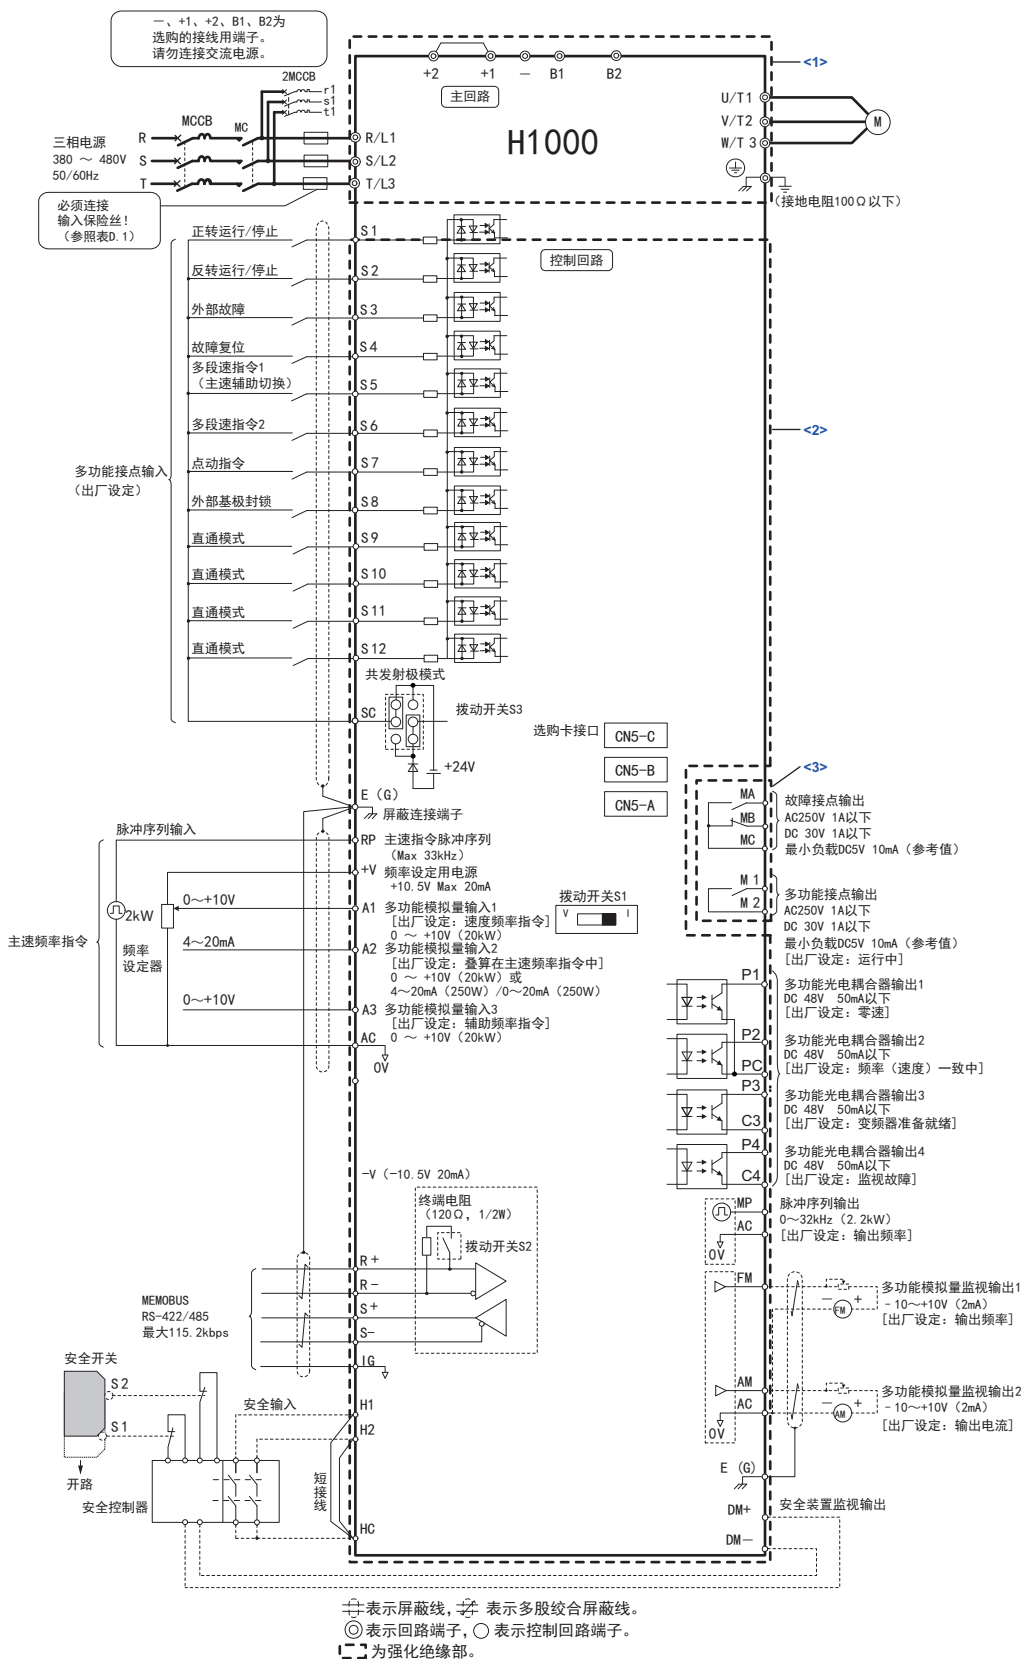 －、+1、+2、B1、B2为
选购的接线用端子。
请勿连接交流电源。
<1>
+2 +1 － B1 B2
主回路
H1000
2MCCB
r1
s1
t1
MCCB MC
三相电源
380 ～ 480V
50/60Hz
R
S
T
R/L1
S/L2
T/L3
U/T1
V/T2
W/T 3
M
(接地电阻100Ω以下)
必须连接
输入保险丝！
(参照表D.1)
控制回路
正转运行/停止 S1
反转运行/停止 S2
外部故障 S3
故障复位 S4
多段速指令1
(主速辅助切换) S5
多段速指令2 S6
<2>
点动指令 S7
多功能接点输入
(出厂设定)
外部基极封锁 S8
直通模式 S9
直通模式 S10
直通模式 S11
直通模式 S12
共发射极模式
SC
拨动开关S3
+24V
选购卡接口
CN5-C
CN5-B
CN5-A
<3>
E (G)
屏蔽连接端子
MA
MB
MC
故障接点输出
AC250V 1A以下
DC 30V 1A以下
最小负载DC5V 10mA (参考值)
M 1
M 2
多功能接点输出
AC250V 1A以下
DC 30V 1A以下
最小负载DC5V 10mA (参考值)
[出厂设定: 运行中]
脉冲序列输入
RP 主速指令脉冲序列
(Max 33kHz)
+V 频率设定用电源
+10.5V Max 20mA
主速频率指令
2kW
频率
设定器
0～+10V
A1 多功能模拟量输入1
[出厂设定: 速度频率指令]
0 ～ +10V (20kW)
4～20mA
A2 多功能模拟量输入2
[出厂设定: 叠算在主速频率指令中]
0 ～ +10V (20kW) 或
4～20mA (250W) /0～20mA (250W)
0～+10V
A3 多功能模拟量输入3
[出厂设定: 辅助频率指令]
0 ～ +10V (20kW)
AC
0V
拨动开关S1
V I
P1
多功能光电耦合器输出1
DC 48V 50mA以下
[出厂设定: 零速]
P2
PC
多功能光电耦合器输出2
DC 48V 50mA以下
[出厂设定: 频率 (速度) 一致中]
P3
C3
多功能光电耦合器输出3
DC 48V 50mA以下
[出厂设定: 变频器准备就绪]
P4
C4
多功能光电耦合器输出4
DC 48V 50mA以下
[出厂设定: 监视故障]
-V (-10.5V 20mA)
MP
AC
0V
脉冲序列输出
0～32kHz (2.2kW)
[出厂设定: 输出频率]
终端电阻
(120Ω, 1/2W)
拨动开关S2
MEMOBUS
RS-422/485
最大115.2kbps
R+
R-
S+
S-
IG
FM
－ +
FM
多功能模拟量监视输出1
-10～+10V (2mA)
[出厂设定: 输出频率]
AM
AC
0V
－ +
AM
多功能模拟量监视输出2
-10～+10V (2mA)
[出厂设定: 输出电流]
安全开关
S2
S1
开路
安全控制器
安全输入
H1
H2
短接线
HC
E (G)
DM+
DM－
安全装置监视输出
表示屏蔽线, 表示多股绞合屏蔽线。
表示回路端子, 表示控制回路端子。
为强化绝缘部。